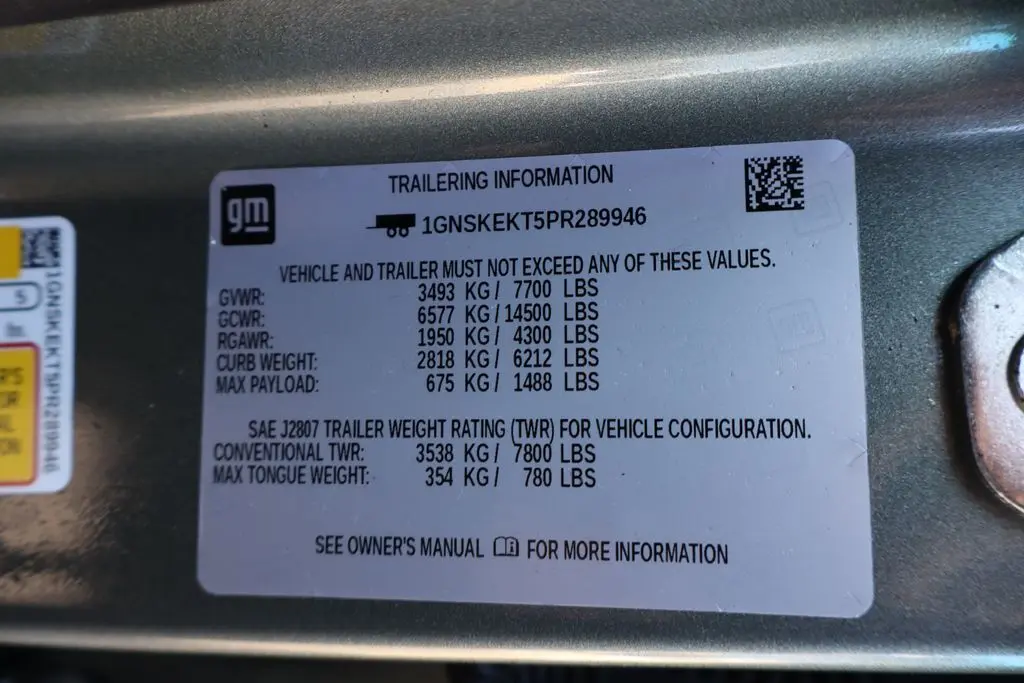 gm
TRAILERING INFORMATION
1GNSKEKT5PR289946
VEHICLE AND TRAILER MUST NOT EXCEED ANY OF THESE VALUES.
GVWR: 3493 KG / 7700 LBS
GCWR: 6577 KG / 14500 LBS
RGAWR: 1950 KG / 4300 LBS
CURB WEIGHT: 2818 KG / 6212 LBS
MAX PAYLOAD: 675 KG / 1488 LBS
SAE J2807 TRAILER WEIGHT RATING (TWR) FOR VEHICLE CONFIGURATION.
CONVENTIONAL TWR: 3538 KG / 7800 LBS
MAX TONGUE WEIGHT: 354 KG / 780 LBS
SEE OWNER'S MANUAL FOR MORE INFORMATION
1GNSKEKT5PR289946
5